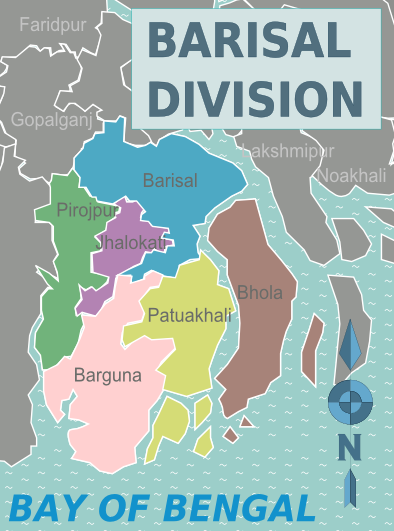 Faridpur
BARISAL
DIVISION
Gopalganj
Lakshmipur
Noakhali
Barisal
Pirojpur
Jhalokati
Bhola
Patuakhali
Barguna
N
BAY OF BENGAL